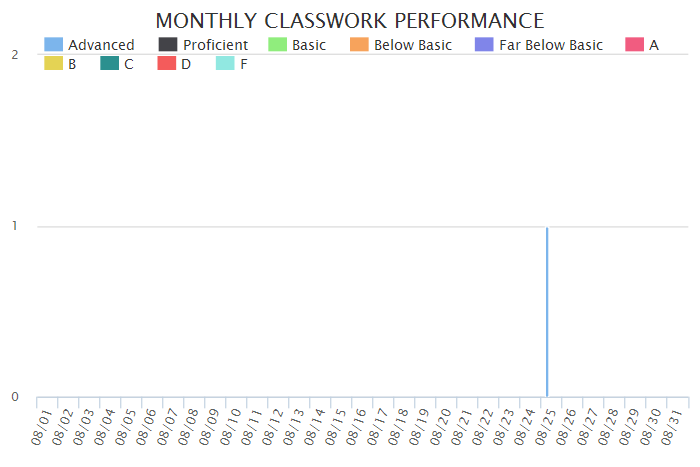 MONTHLY CLASSWORK PERFORMANCE
Advanced Proficient Basic Below Basic Far Below Basic A
B C D F
2
1
0
08/01 08/02 08/03 08/04 08/05 08/06 08/07 08/08 08/09 08/10 08/11 08/12 08/13 08/14 08/15 08/16 08/17 08/18 08/19 08/20 08/21 08/22 08/23 08/24 08/25 08/26 08/27 08/28 08/29 08/30 08/31